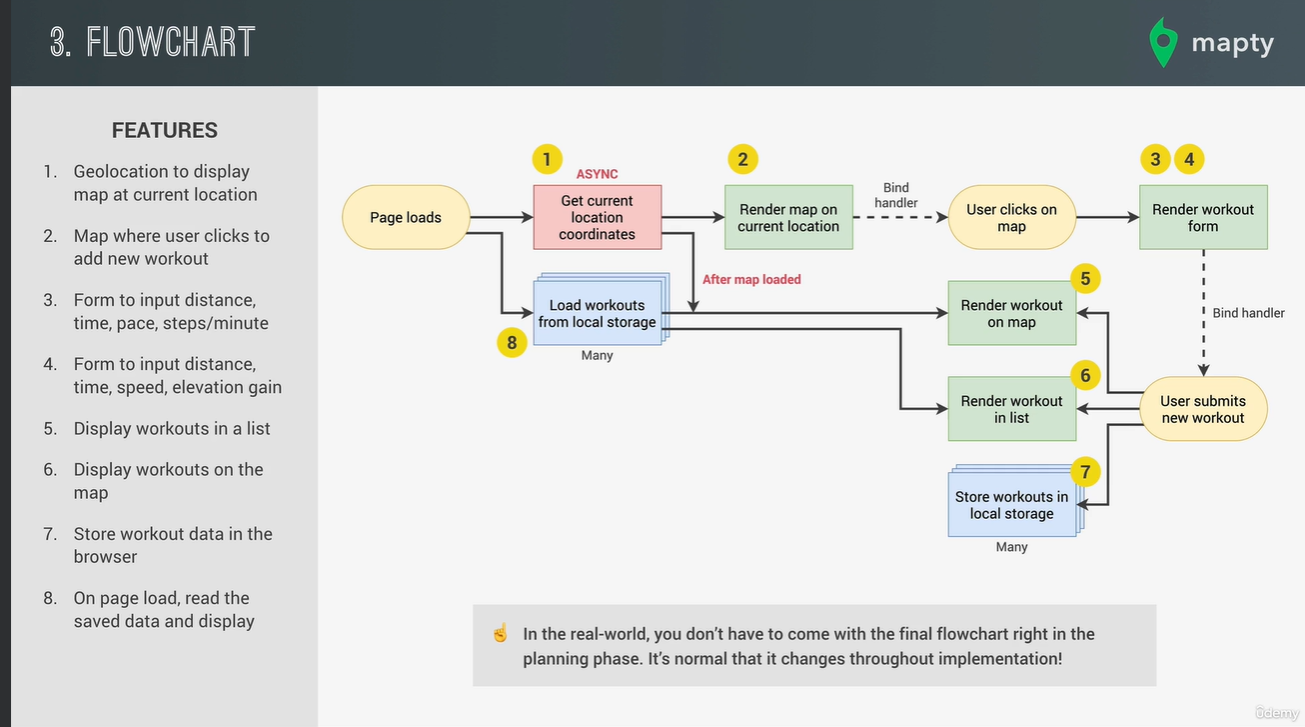 3. FLOWCHART
mapty
FEATURES
1. Geolocation to display
map at current location
2. Map where user clicks to
add new workout
3. Form to input distance,
time, pace, steps/minute
4. Form to input distance,
time, speed, elevation gain
5. Display workouts in a list
6. Display workouts on the
map
7. Store workout data in the
browser
8. On page load, read the
saved data and display
Page loads
1
ASYNC
Get current
location
coordinates
2
Render map on
current location
Bind
handler
User clicks on
map
3 4
Render workout
form
After map loaded
Load workouts
from local storage
8
Many
5
Render workout
on map
Bind handler
6
Render workout
in list
User submits
new workout
7
Store workouts in
local storage
Many
☝ In the real-world, you don’t have to come with the final flowchart right in the
planning phase. It’s normal that it changes throughout implementation!
ûdemy